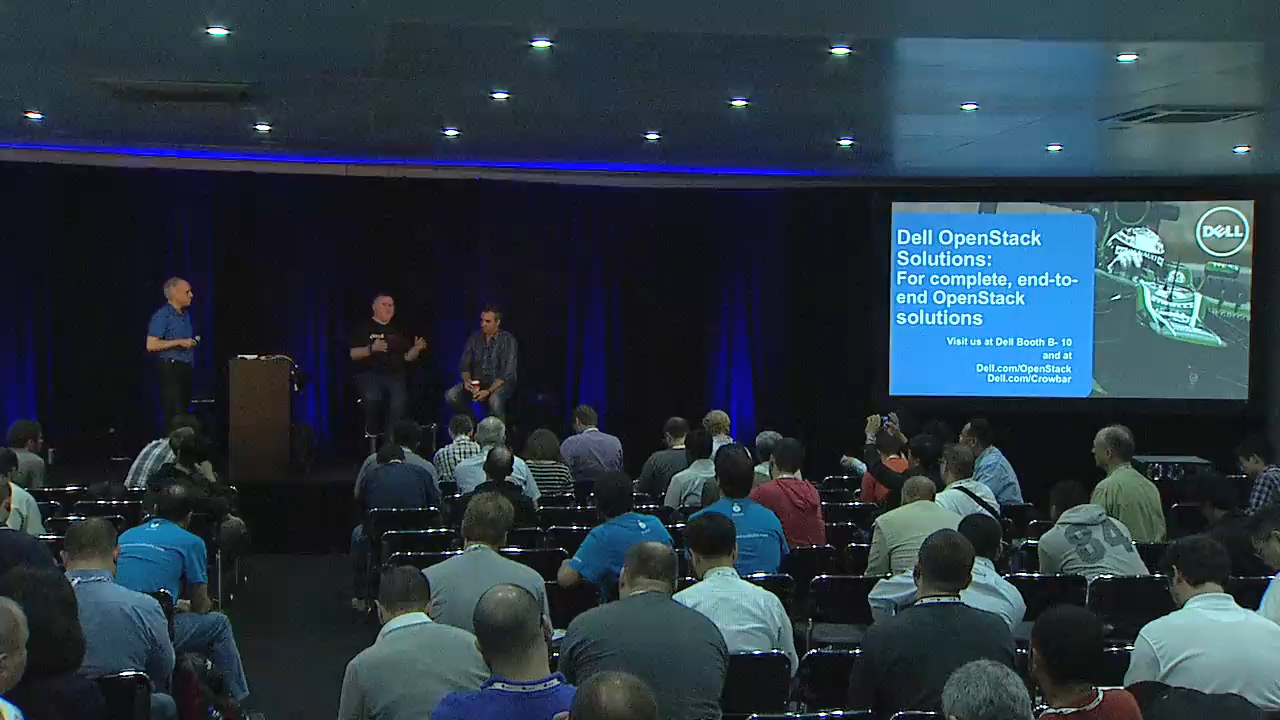 Dell OpenStack
Solutions:
For complete, end-to-
end OpenStack
solutions
Visit us at Dell Booth B- 10
and at
Dell.com/OpenStack
Dell.com/Crowbar
DELL
84